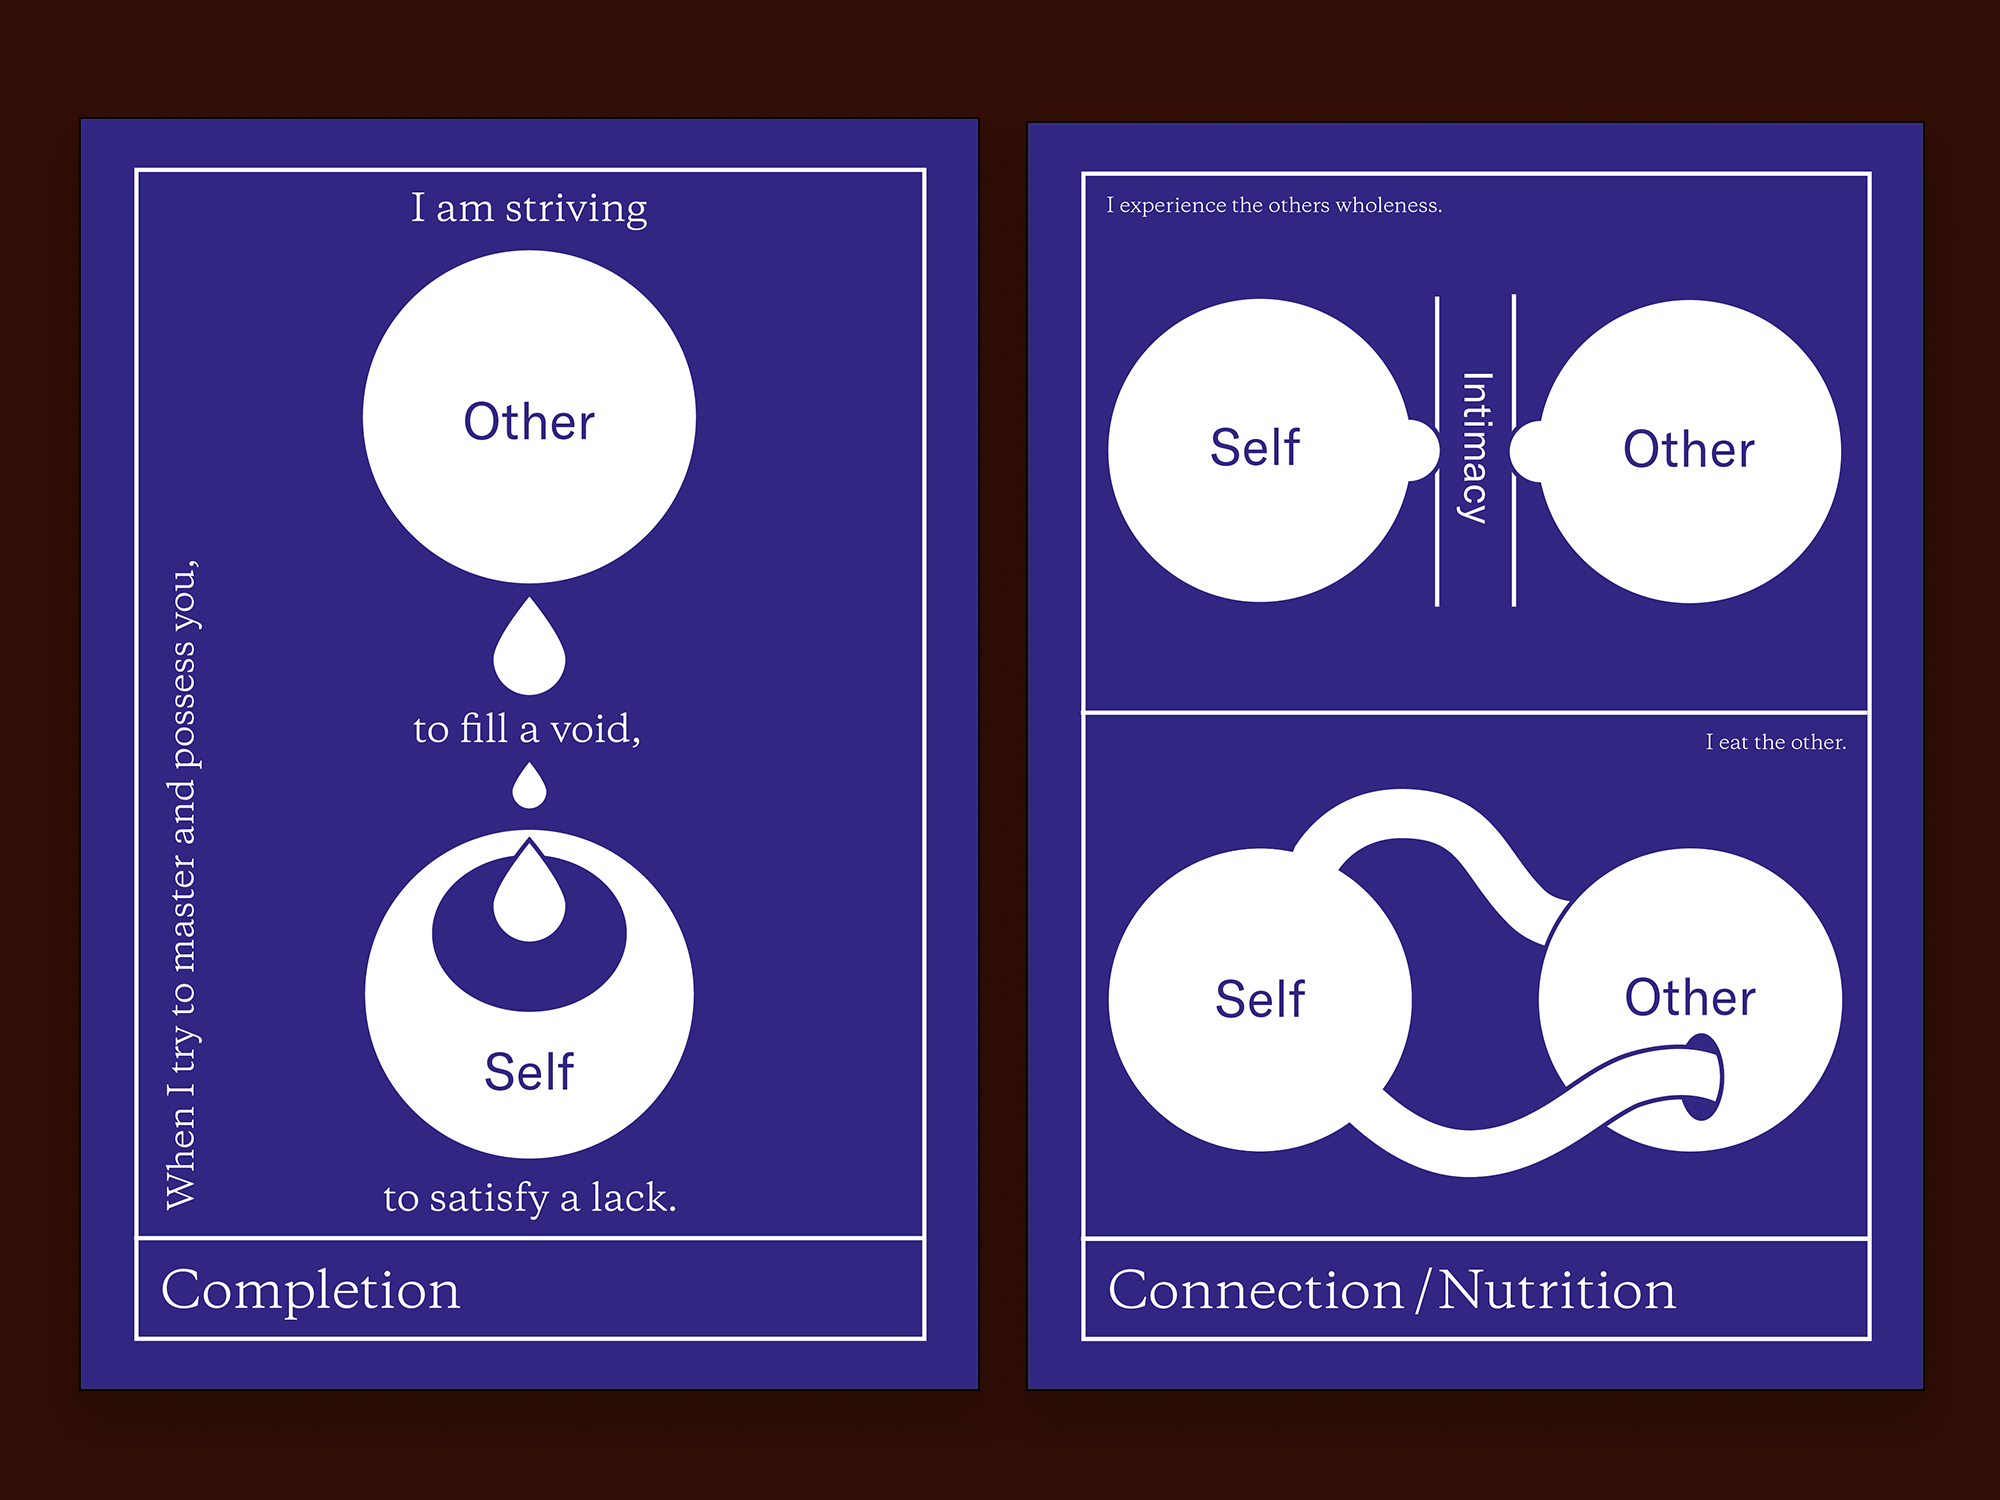 When I try to master and possess you,
I am striving
Other
to fill a void,
Self
to satisfy a lack.
Completion
I experience the others wholeness.
Self
Intimacy
Other
I eat the other.
Self
Other
Connection/Nutrition